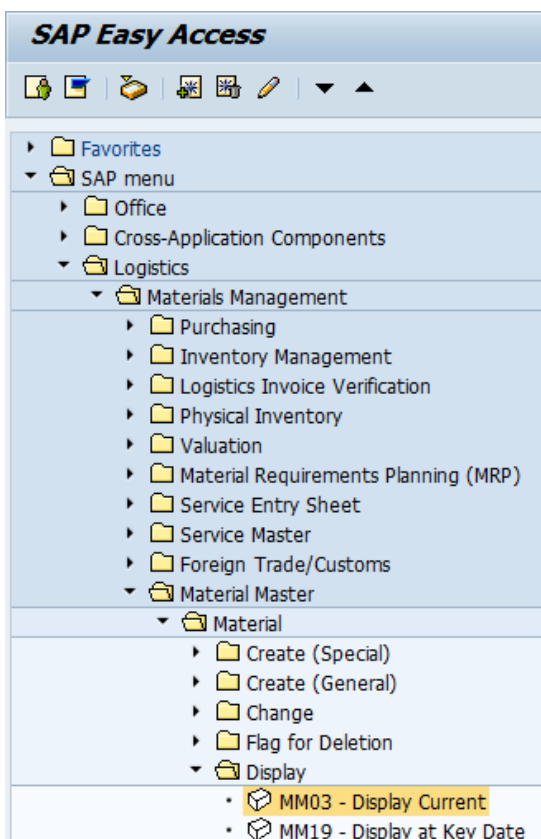 SAP Easy Access
Favorites
SAP menu
Office
Cross-Application Components
Logistics
Materials Management
Purchasing
Inventory Management
Logistics Invoice Verification
Physical Inventory
Valuation
Material Requirements Planning (MRP)
Service Entry Sheet
Service Master
Foreign Trade/Customs
Material Master
Material
Create (Special)
Create (General)
Change
Flag for Deletion
Display
MM03 - Display Current
MM19 - Display at Key Date